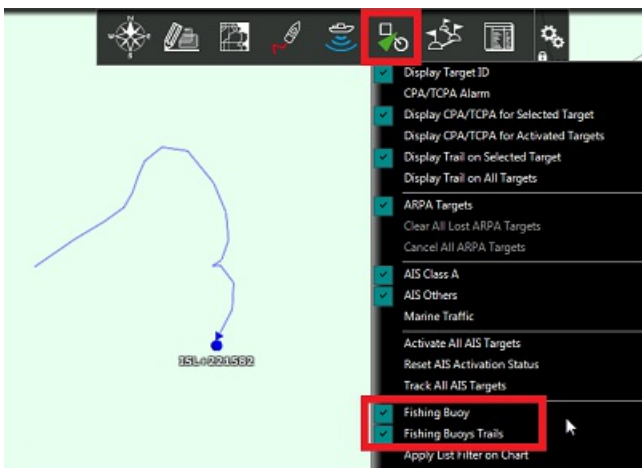 Display Target ID
CPA/TCPA Alarm
Display CPA/TCPA for Selected Target
Display CPA/TCPA for Activated Targets
Display Trail on Selected Target
Display Trail on All Targets
ARPA Targets
Clear All Lost ARPA Targets
Cancel All ARPA Targets
AIS Class A
AIS Others
Marine Traffic
ISL+221582
Activate All AIS Targets
Reset AIS Activation Status
Track All AIS Targets
Fishing Buoy
Fishing Buoys Trails
Apply List Filter on Chart